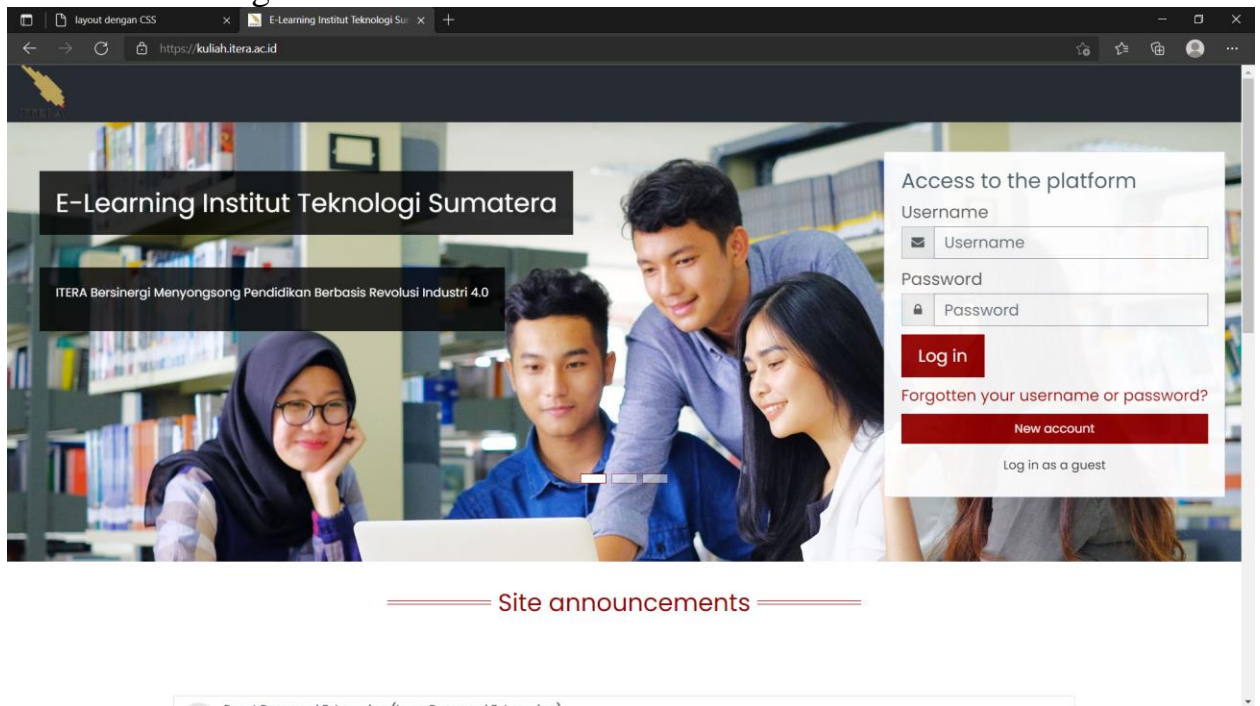 layout dengan CSS
E-Learning Institut Teknologi Sur
https://kuliah.itera.ac.id
ITERA
E-Learning Institut Teknologi Sumatera
ITERA Bersinergi Menyongsong Pendidikan Berbasis Revolusi Industri 4.0
Access to the platform
Username
Username
Password
Password
Log in
Forgotten your username or password?
New account
Log in as a guest
Site announcements